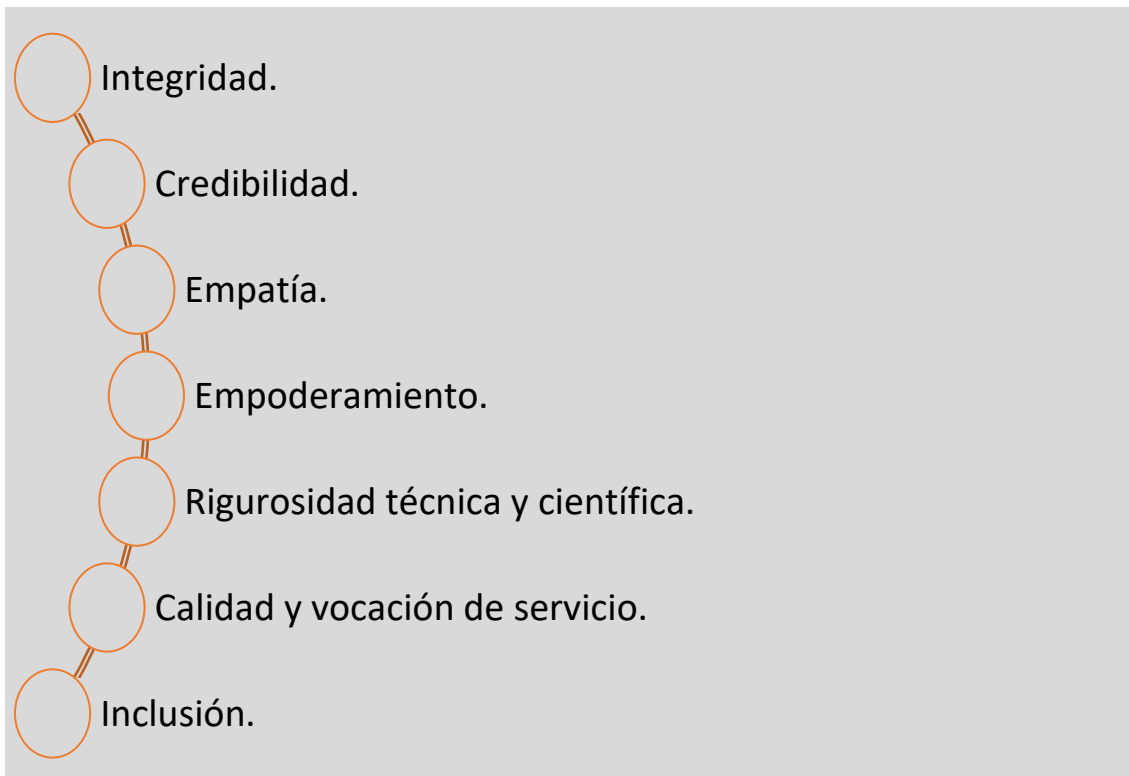 Integridad.
Credibilidad.
Empatía.
Empoderamiento.
Rigurosidad técnica y científica.
Calidad y vocación de servicio.
Inclusión.